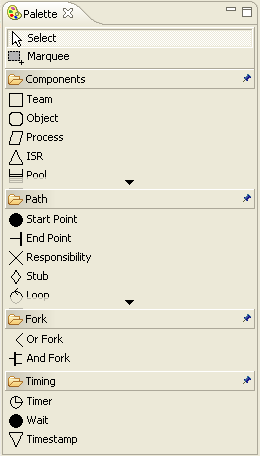 Palette
Select
Marquee
Components
Team
Object
Process
ISR
Pool
Path
Start Point
End Point
Responsibility
Stub
Loop
Fork
Or Fork
And Fork
Timing
Timer
Wait
Timestamp